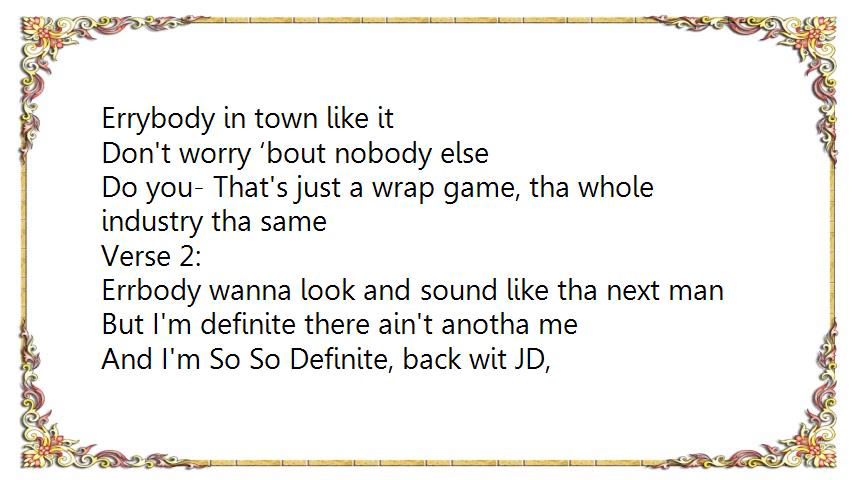 Errybody in town like it
Don't worry ‘bout nobody else
Do you- That's just a wrap game, tha whole
industry tha same
Verse 2:
Errbody wanna look and sound like tha next man
But I'm definite there ain't anotha me
And I'm So So Definite, back wit JD,